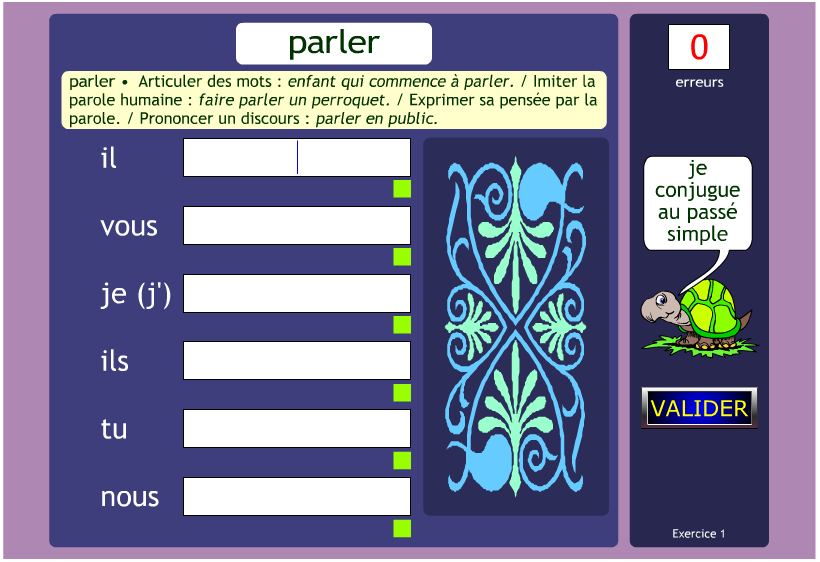 parler
parler • Articuler des mots : enfant qui commence à parler. / Imiter la
parole humaine : faire parler un perroquet. / Exprimer sa pensée par la
parole. / Prononcer un discours : parler en public.
il
vous
je (j')
ils
tu
nous
0
erreurs
je
conjugue
au passé
simple
VALIDER
Exercice 1